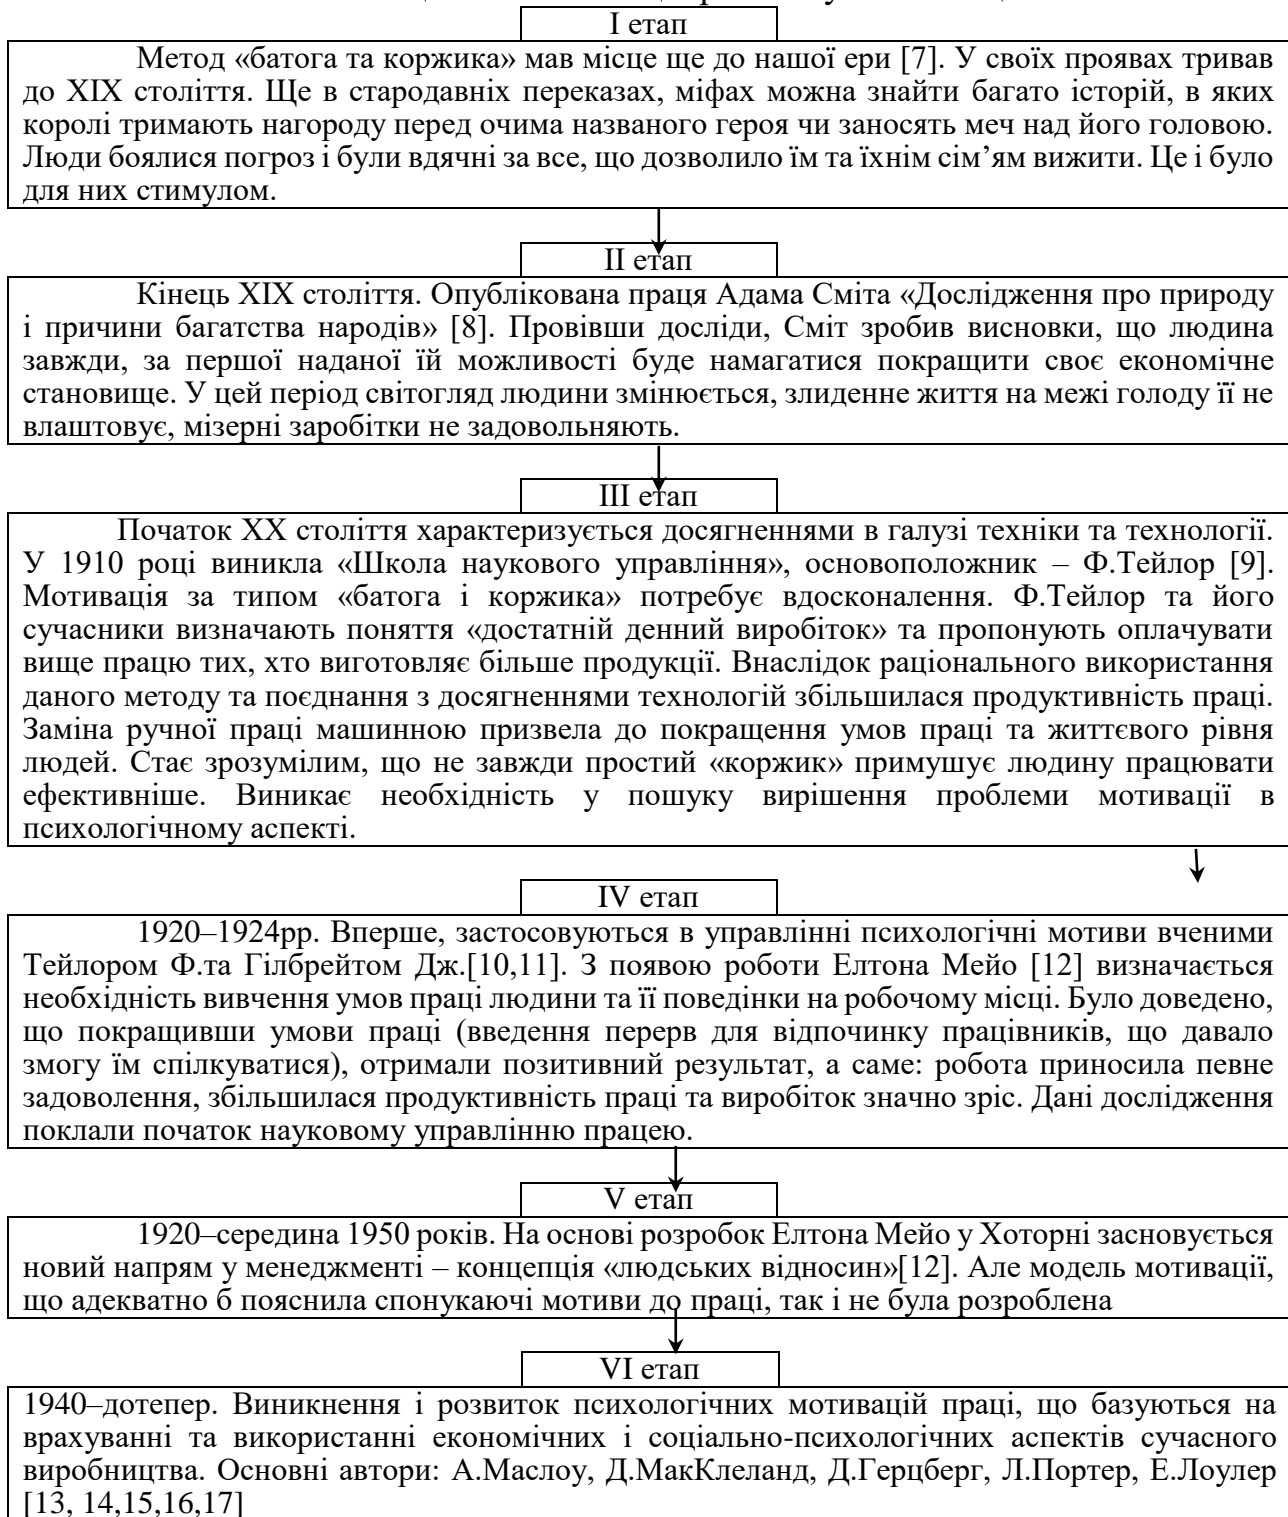 І етап
Метод «батога та коржика» мав місце ще до нашої ери [7]. У своїх проявах тривав
до ХІХ століття. Ще в стародавніх переказах, міфах можна знайти багато історій, в яких
королі тримають нагороду перед очима названого героя чи заносять меч над його головою.
Люди боялися погроз і були вдячні за все, що дозволило їм та їхнім сім’ям вижити. Це і було
для них стимулом.
ІІ етап
Кінець ХІХ століття. Опублікована праця Адама Сміта «Дослідження про природу
і причини багатства народів» [8]. Провівши досліди, Сміт зробив висновки, що людина
завжди, за першої наданої їй можливості буде намагатися покращити своє економічне
становище. У цей період світогляд людини змінюється, злиденне життя на межі голоду її не
влаштовує, мізерні заробітки не задовольняють.
ІІІ етап
Початок ХХ століття характеризується досягненнями в галузі техніки та технології.
У 1910 році виникла «Школа наукового управління», основоположник – Ф.Тейлор [9].
Мотивація за типом «батога і коржика» потребує вдосконалення. Ф.Тейлор та його
сучасники визначають поняття «достатній денний виробіток» та пропонують оплачувати
вище працю тих, хто виготовляє більше продукції. Внаслідок раціонального використання
даного методу та поєднання з досягненнями технологій збільшилася продуктивність праці.
Заміна ручної праці машинною призвела до покращення умов праці та життєвого рівня
людей. Стає зрозумілим, що не завжди простий «коржик» примушує людину працювати
ефективніше. Виникає необхідність у пошуку вирішення проблеми мотивації в
психологічному аспекті.
IV етап
1920–1924рр. Вперше, застосовуються в управлінні психологічні мотиви вченими
Тейлором Ф.та Гілбрейтом Дж.[10,11]. З появою роботи Елтона Мейо [12] визначається
необхідність вивчення умов праці людини та її поведінки на робочому місці. Було доведено,
що покращивши умови праці (введення перерв для відпочинку працівників, що давало
змогу їм спілкуватися), отримали позитивний результат, а саме: робота приносила певне
задоволення, збільшилася продуктивність праці та виробіток значно зріс. Дані дослідження
поклали початок науковому управлінню працею.
V етап
1920–середина 1950 років. На основі розробок Елтона Мейо у Хоторні засновується
новий напрям у менеджменті – концепція «людських відносин»[12]. Але модель мотивації,
що адекватно б пояснила спонукаючі мотиви до праці, так і не була розроблена
VI етап
1940–дотепер. Виникнення і розвиток психологічних мотивацій праці, що базуються на
врахуванні та використанні економічних і соціально-психологічних аспектів сучасного
виробництва. Основні автори: А.Маслоу, Д.МакКлеланд, Д.Герцберг, Л.Портер, Е.Лоулер
[13, 14,15,16,17]